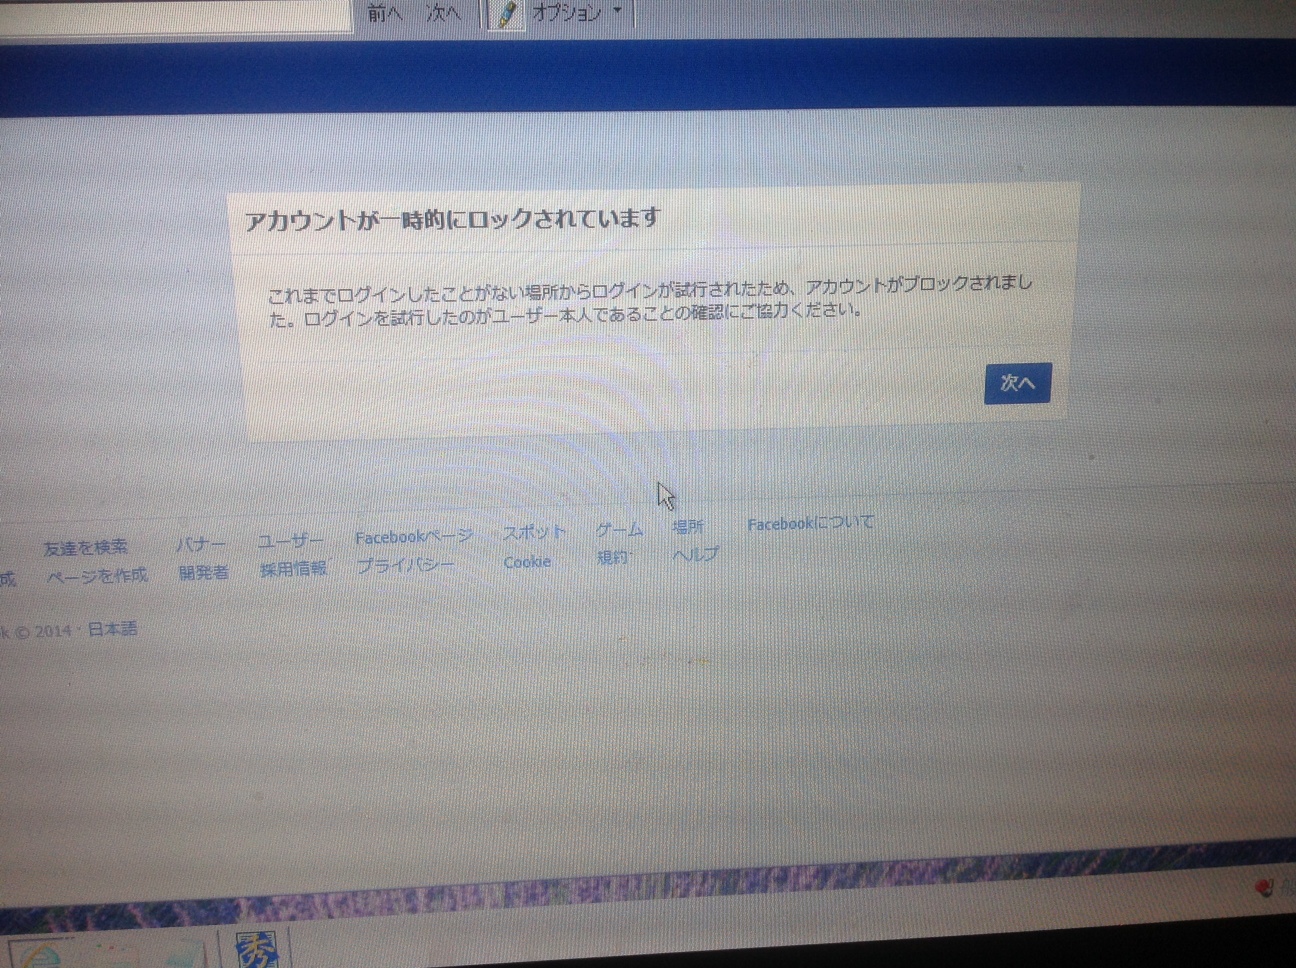 前へ 次へ オプション
アカウントが一時的にロックされています
これまでログインしたことがない場所からログインが試行されたため、アカウントがブロックされまし
た。ログインを試行したのがユーザー本人であることの確認にご協力ください。
次へ
友達を検索 バナー ユーザー Facebookページ スポット ゲーム 場所 Facebookについて
成 ページを作成 開発者 採用情報 プライバシー Cookie 規約 ヘルプ
k © 2014 · 日本語
秀
般